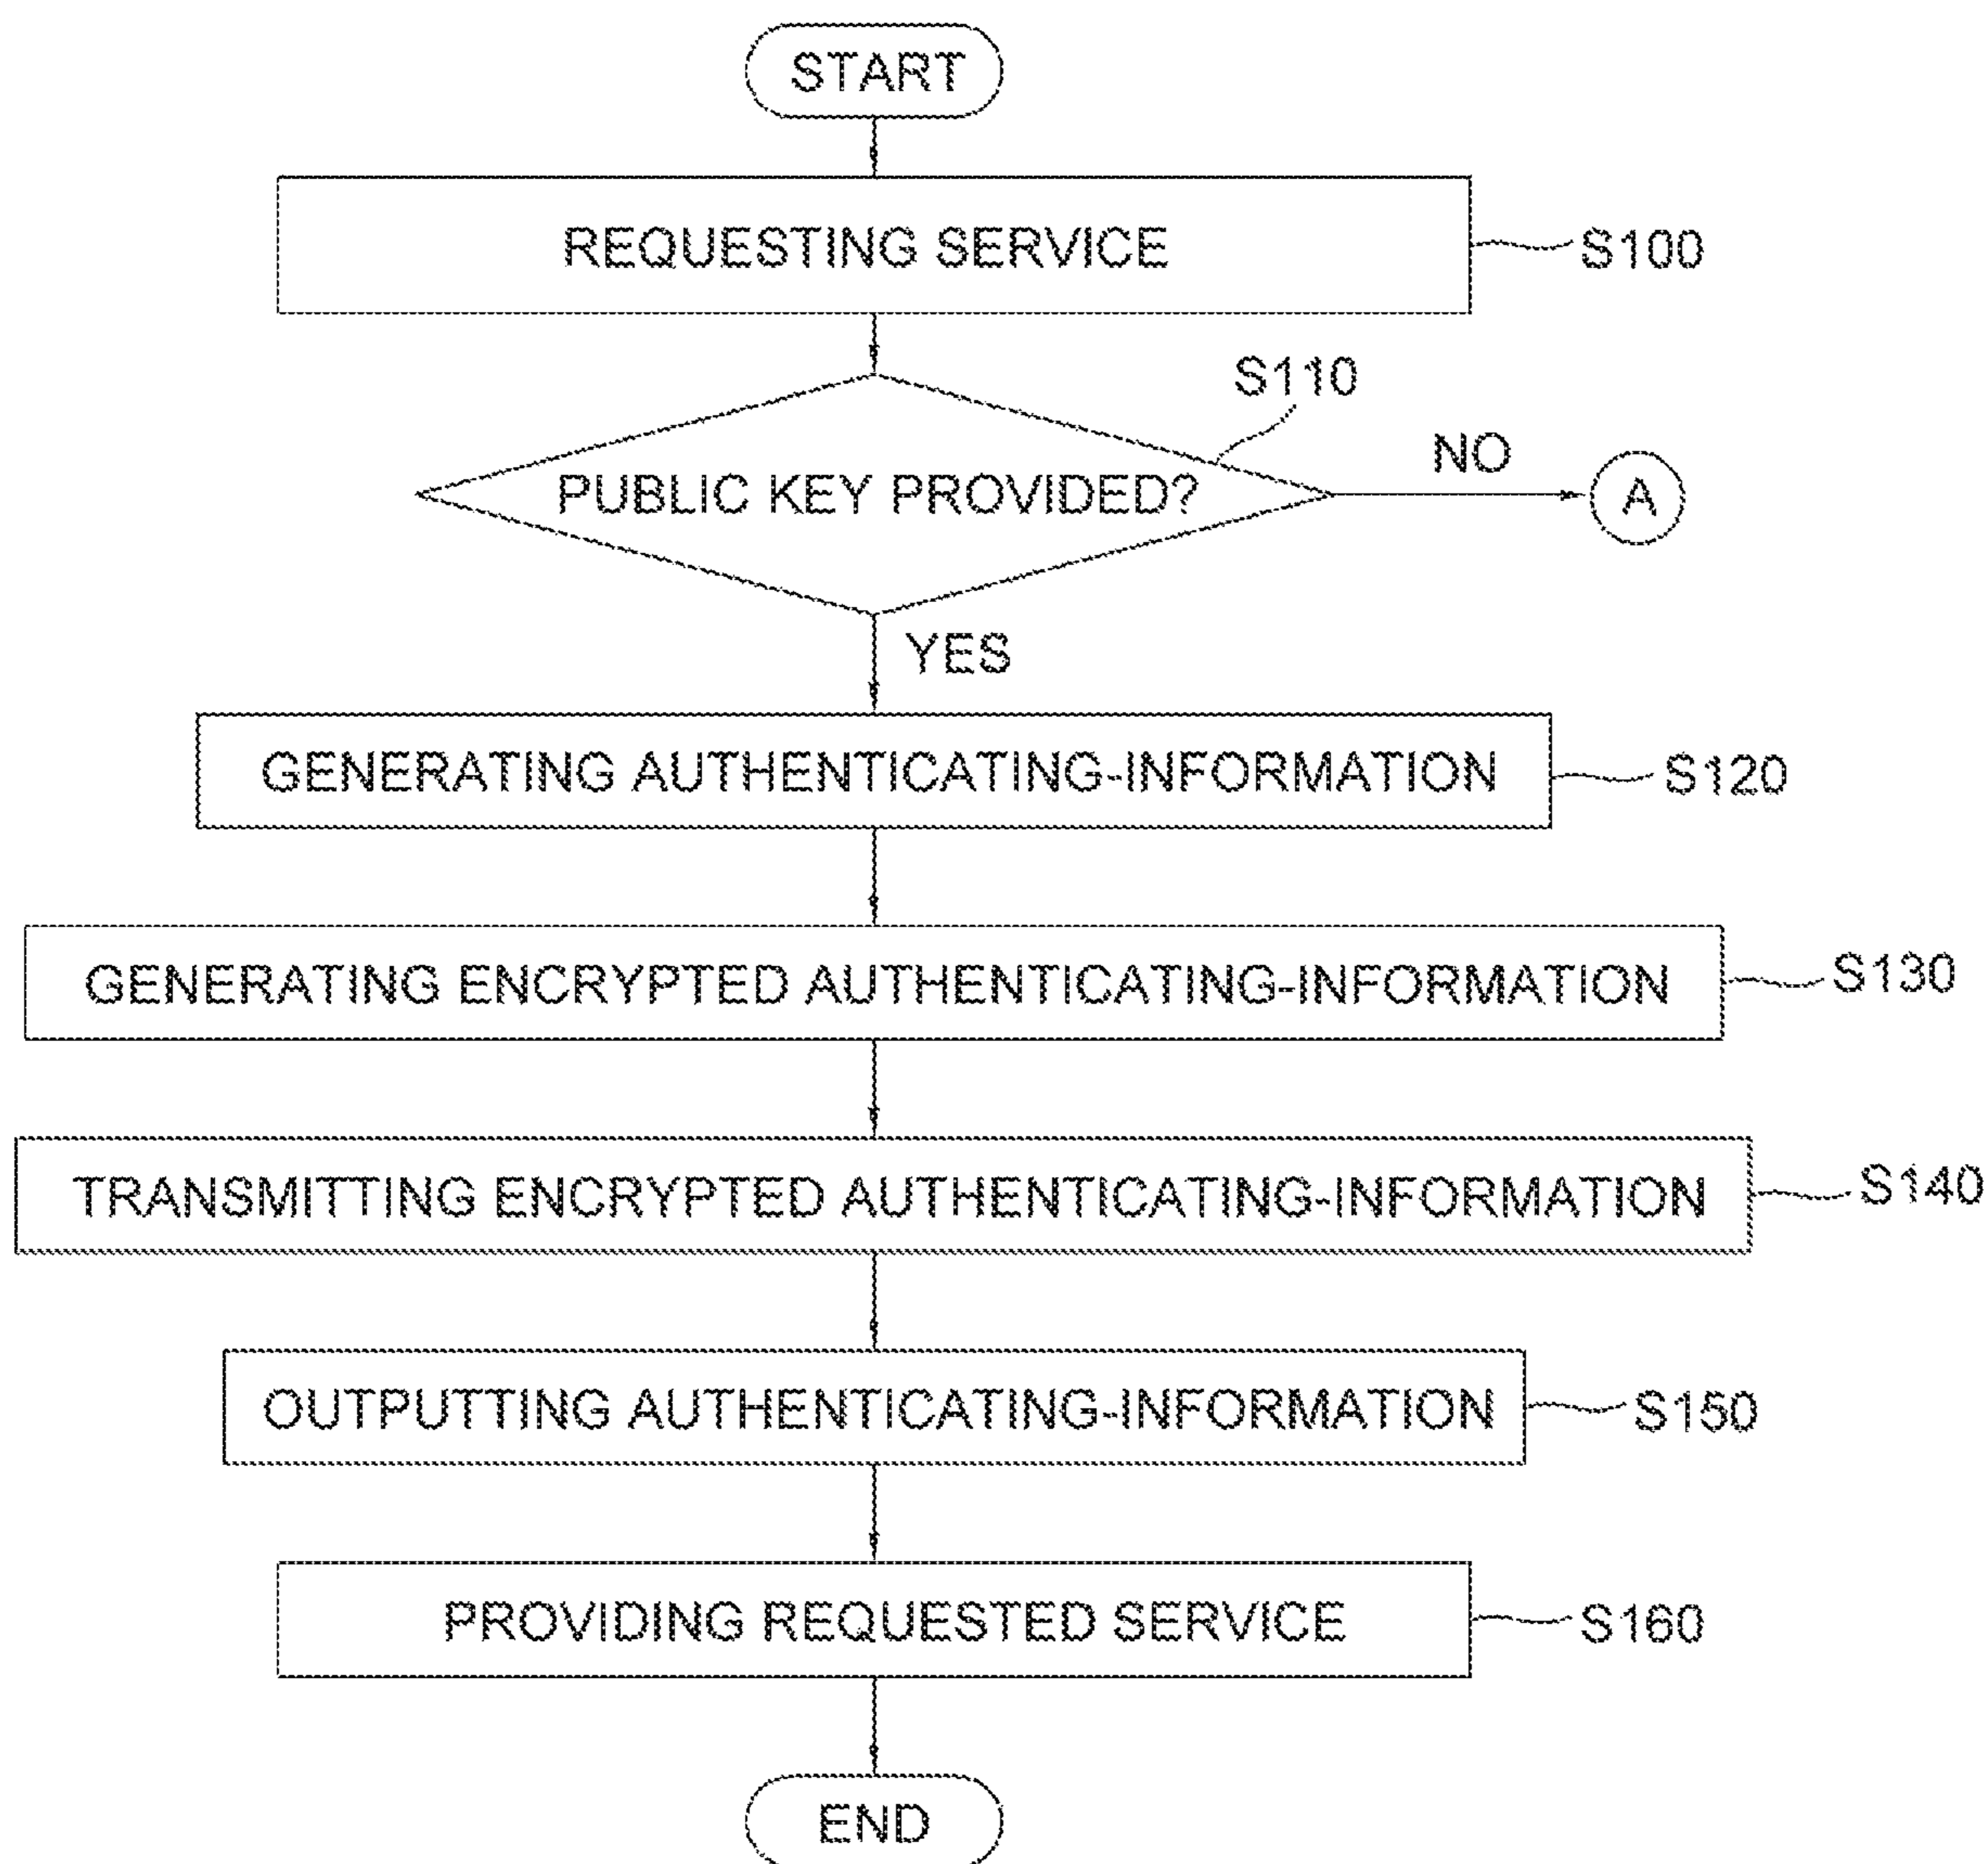 START
REQUESTING SERVICE
S100
S110
PUBLIC KEY PROVIDED?
NO
A
YES
GENERATING AUTHENTICATING-INFORMATION
S120
GENERATING ENCRYPTED AUTHENTICATING-INFORMATION
S130
TRANSMITTING ENCRYPTED AUTHENTICATING-INFORMATION
S140
OUTPUTTING AUTHENTICATING-INFORMATION
S150
PROVIDING REQUESTED SERVICE
S160
END